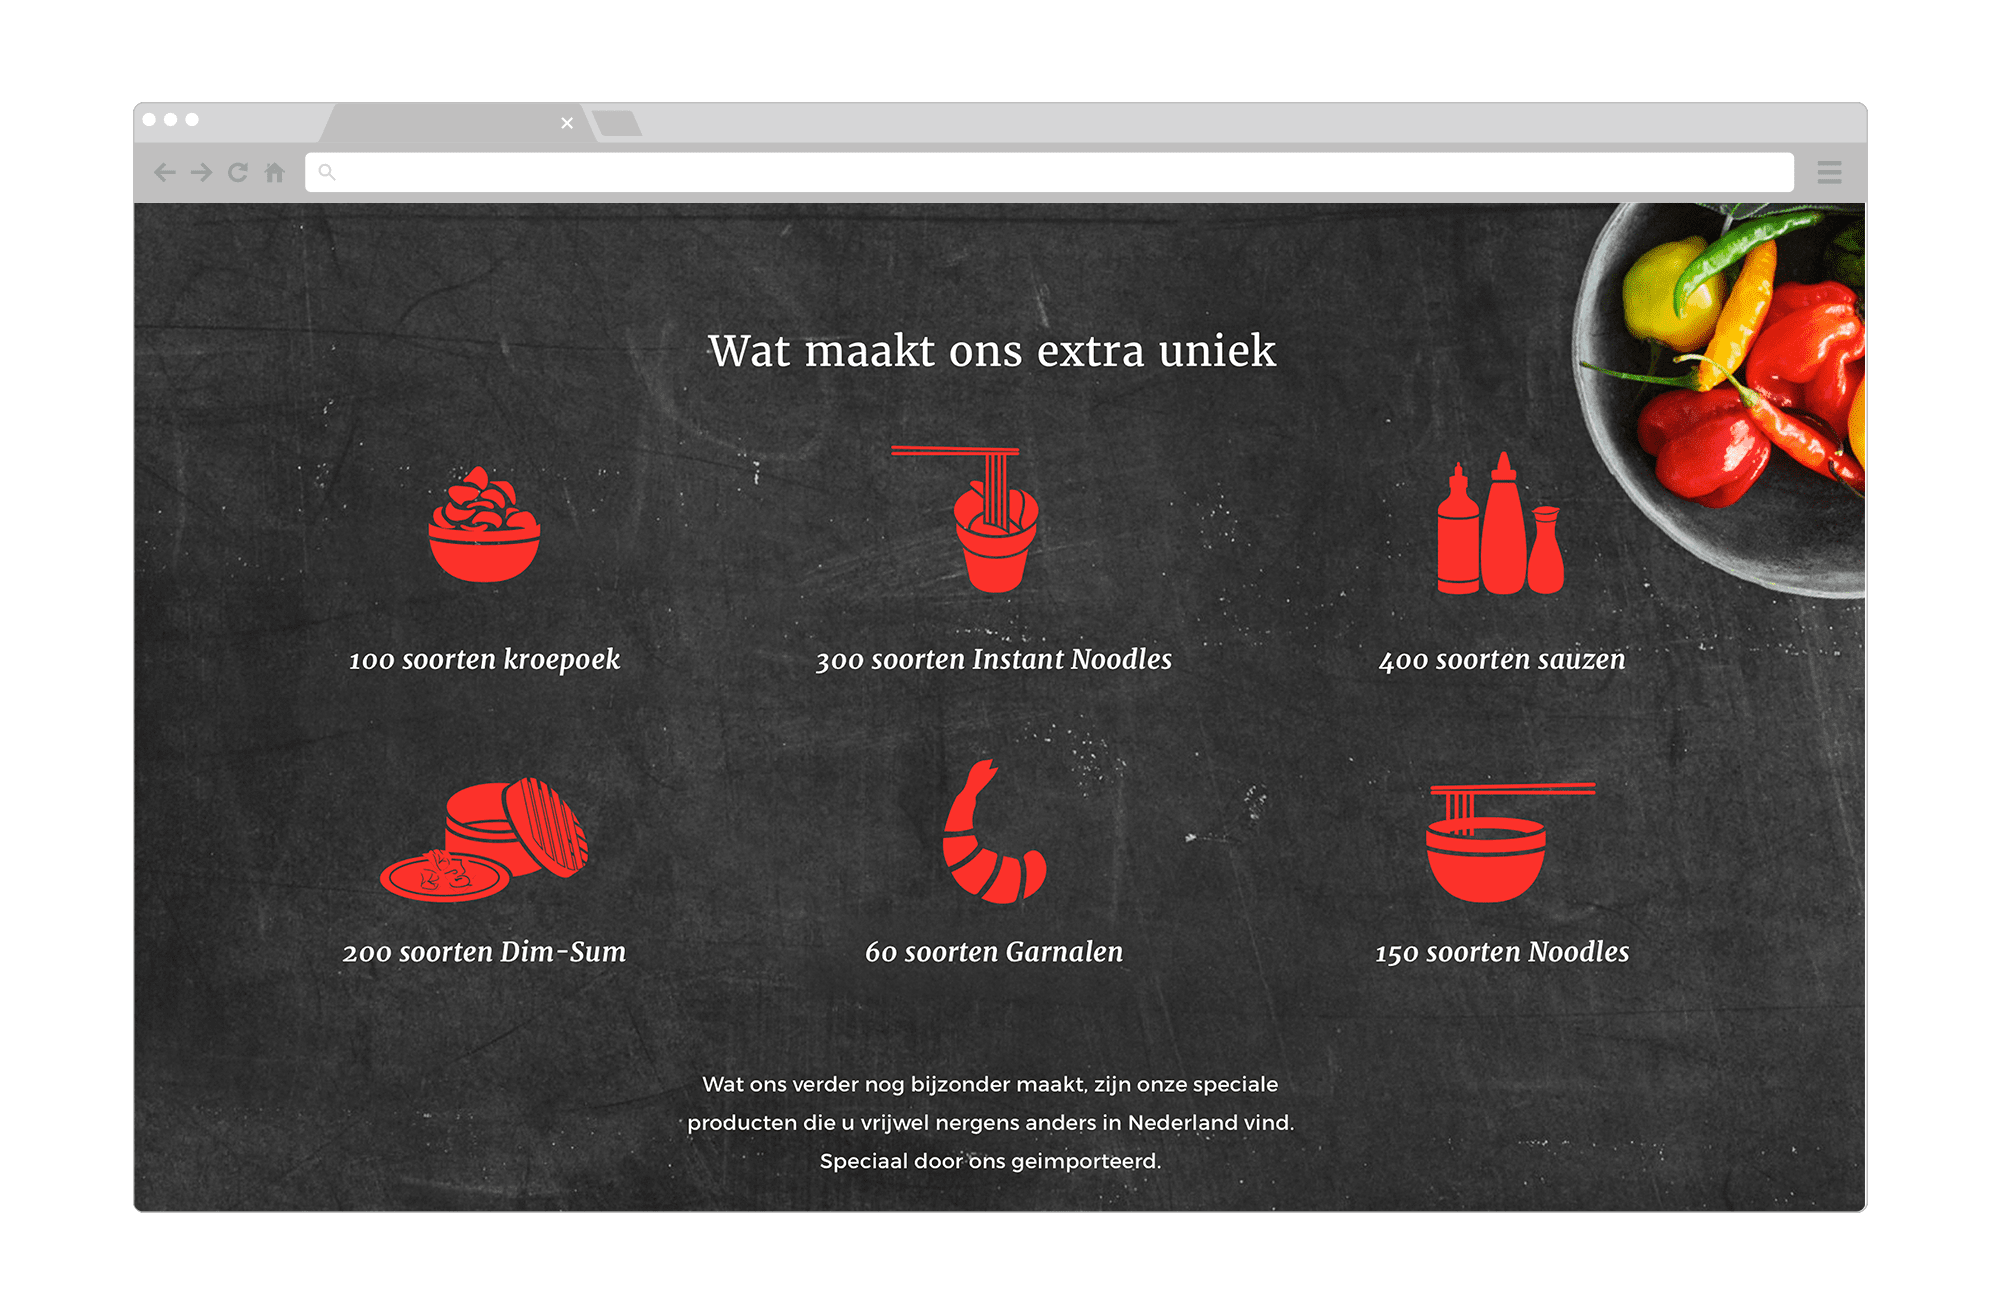 Wat maakt ons extra uniek
100 soorten kroepoek
300 soorten Instant Noodles
400 soorten sauzen
200 soorten Dim-Sum
60 soorten Garnalen
150 soorten Noodles
Wat ons verder nog bijzonder maakt, zijn onze speciale
producten die u vrijwel nergens anders in Nederland vind.
Speciaal door ons geimporteerd.